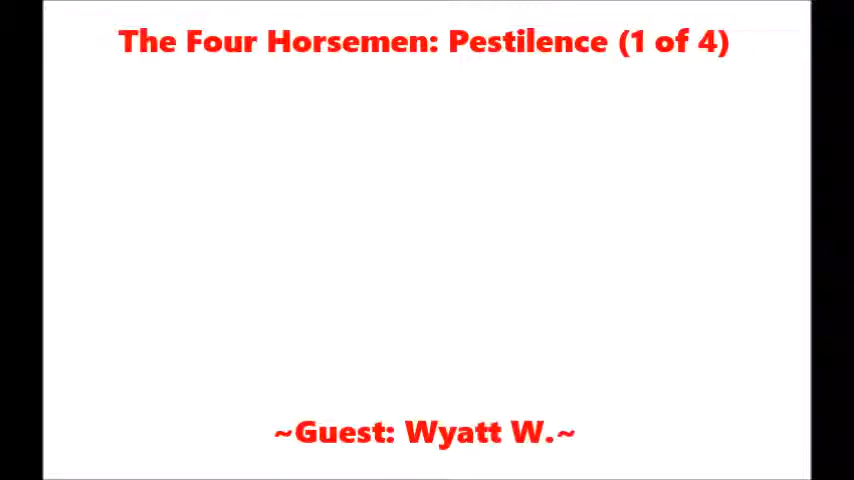 The Four Horsemen: Pestilence (1 of 4)
~Guest: Wyatt W.~